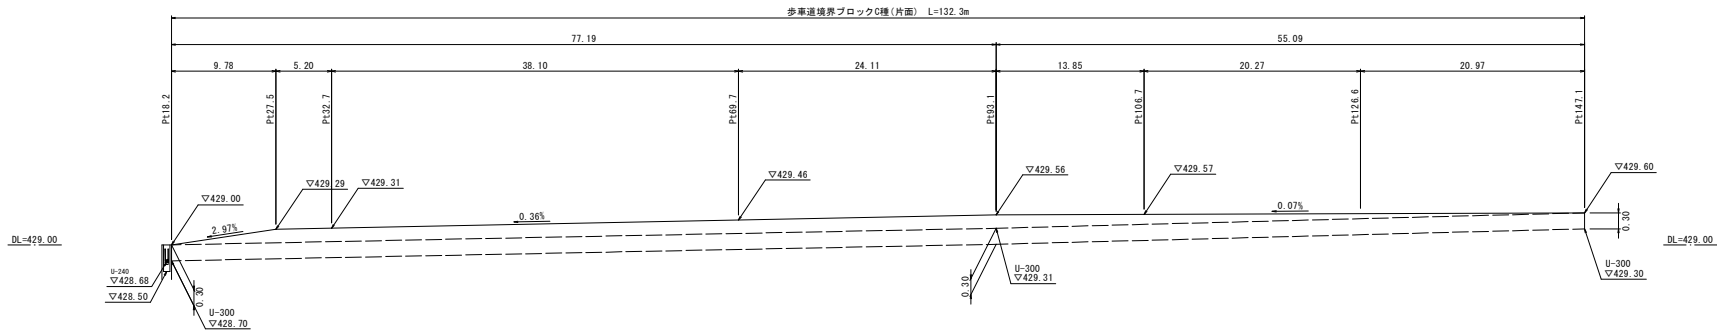 歩車道境界ブロックC種(片面) L=132.3m
77.19
55.09
9.78
5.20
38.10
24.11
13.85
20.27
20.97
Pt18.2
Pt27.5
Pt32.7
Pt69.7
Pt93.1
Pt106.7
Pt126.6
Pt147.1
▽429.00
▽429.29
▽429.31
▽429.46
▽429.56
▽429.57
▽429.60
2.97%
0.36%
0.07%
0.30
DL=429.00
DL=429.00
U-240
▽428.68
▽428.50
0.30
U-300
▽428.70
0.30
U-300
▽429.31
U-300
▽429.30